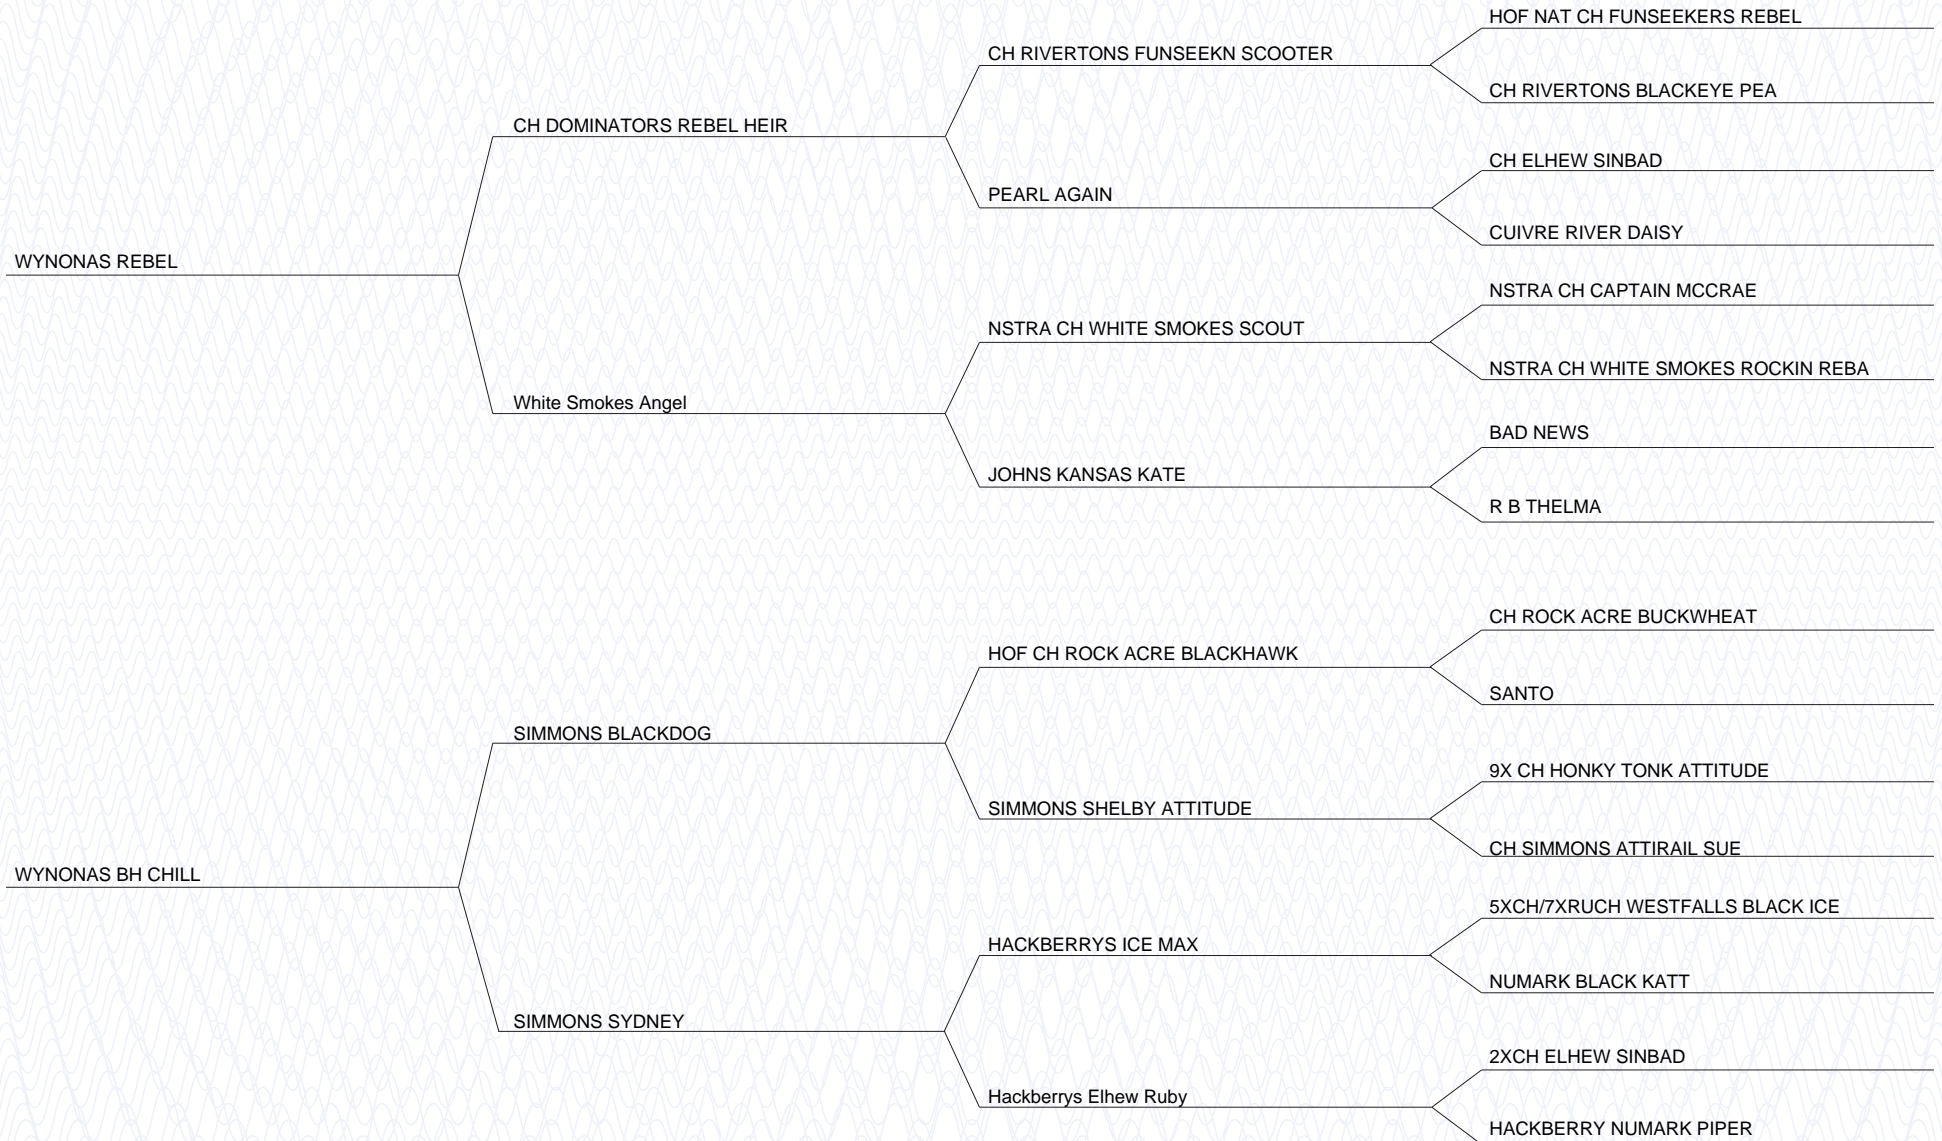 HOF NAT CH FUNSEEKERS REBEL
CH RIVERTONS FUNSEEKN SCOOTER
CH RIVERTONS BLACKEYE PEA
CH DOMINATORS REBEL HEIR
CH ELHEW SINBAD
PEARL AGAIN
CUIVRE RIVER DAISY
WYNONAS REBEL
NSTRA CH CAPTAIN MCCRAE
NSTRA CH WHITE SMOKES SCOUT
NSTRA CH WHITE SMOKES ROCKIN REBA
White Smokes Angel
BAD NEWS
JOHNS KANSAS KATE
R B THELMA
CH ROCK ACRE BUCKWHEAT
HOF CH ROCK ACRE BLACKHAWK
SANTO
SIMMONS BLACKDOG
9X CH HONKY TONK ATTITUDE
SIMMONS SHELBY ATTITUDE
CH SIMMONS ATTIRAIL SUE
WYNONAS BH CHILL
5XCH/7XRUCH WESTFALLS BLACK ICE
HACKBERRYS ICE MAX
NUMARK BLACK KATT
SIMMONS SYDNEY
2XCH ELHEW SINBAD
Hackberrys Elhew Ruby
HACKBERRY NUMARK PIPER